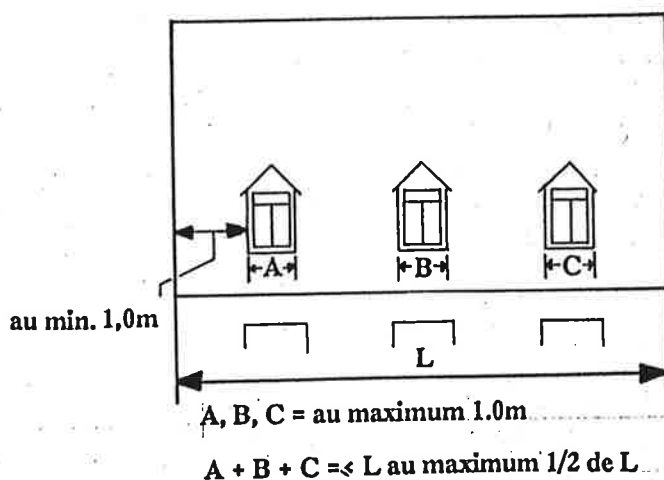 A B C
au min. 1,0m
L
A, B, C = au maximum 1.0m
A + B + C =< L au maximum 1/2 de L